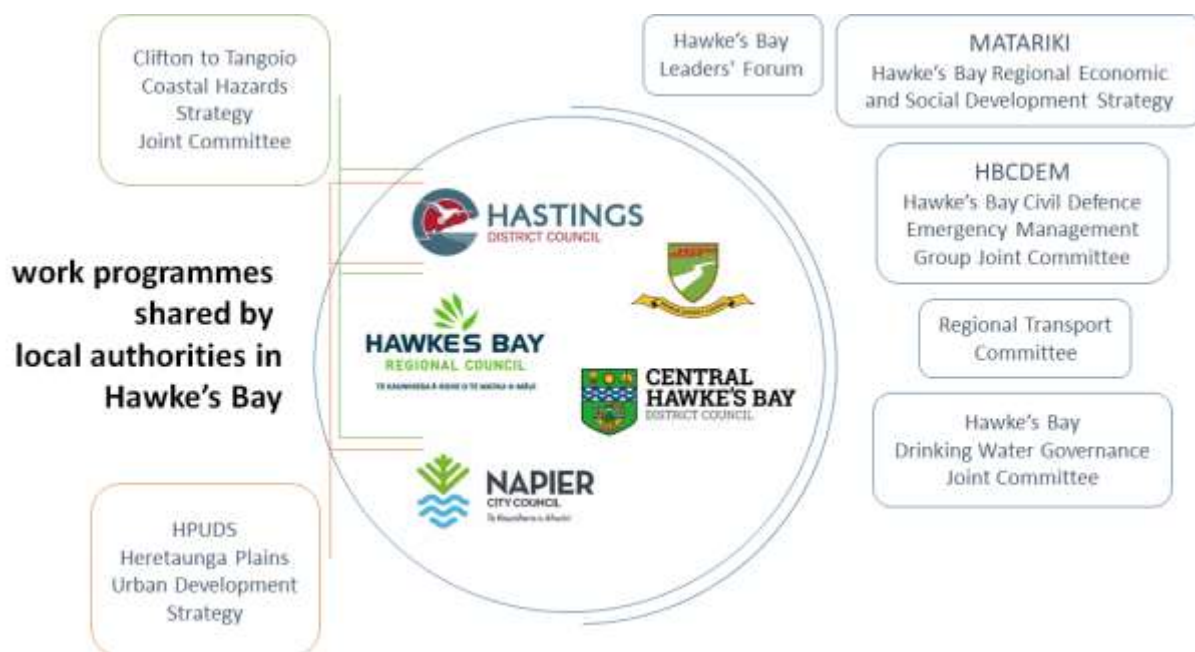 Clifton to Tangoio
Coastal Hazards
Strategy
Joint Committee
Hawke's Bay
Leaders' Forum
MATARIKI
Hawke's Bay Regional Economic
and Social Development Strategy
HBCDEM
Hawke's Bay Civil Defence
Emergency Management
Group Joint Committee
Regional Transport
Committee
Hawke's Bay
Drinking Water Governance
Joint Committee
work programmes
shared by
local authorities in
Hawke's Bay
HPUDS
Heretaunga Plains
Urban Development
Strategy
HASTINGS
DISTRICT COUNCIL
HAWKE'S BAY
REGIONAL COUNCIL
CENTRAL
HAWKE'S BAY
DISTRICT COUNCIL
NAPIER
CITY COUNCIL